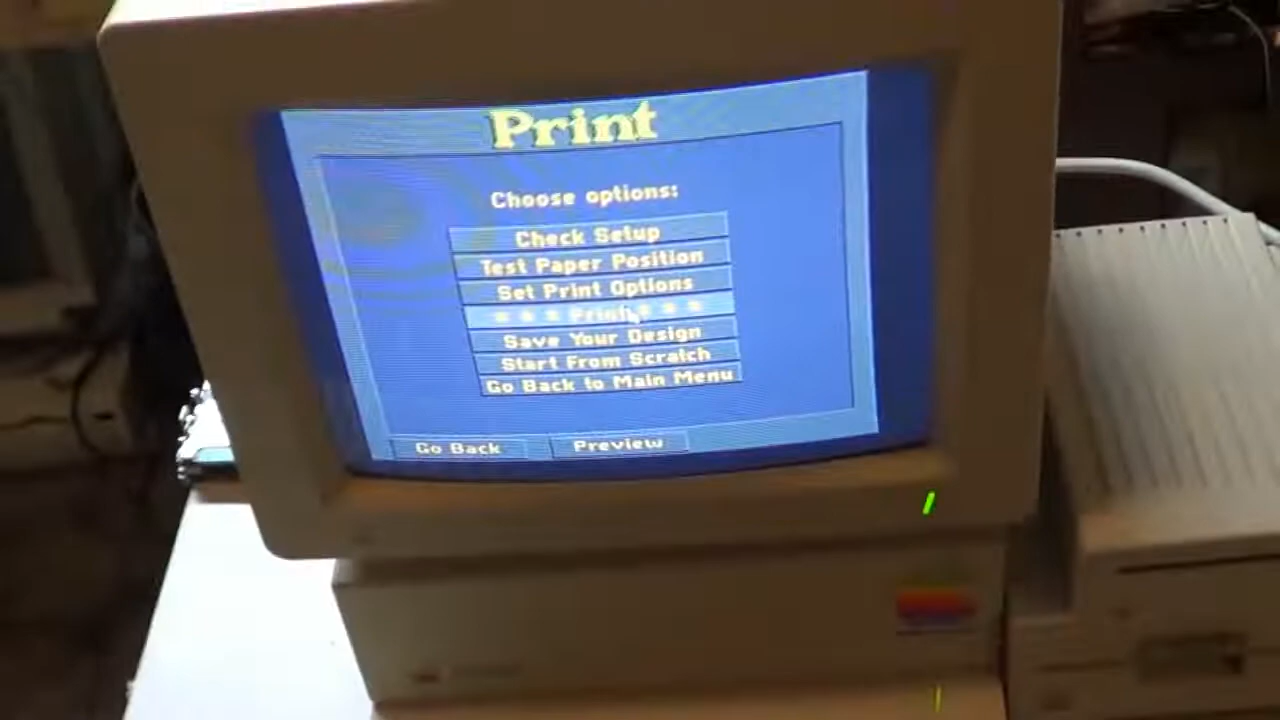 Print
Choose options:
Check Setup
Test Paper Position
Set Print Options
* * * Print * * *
Save Your Design
Start From Scratch
Go Back to Main Menu
Go Back
Preview